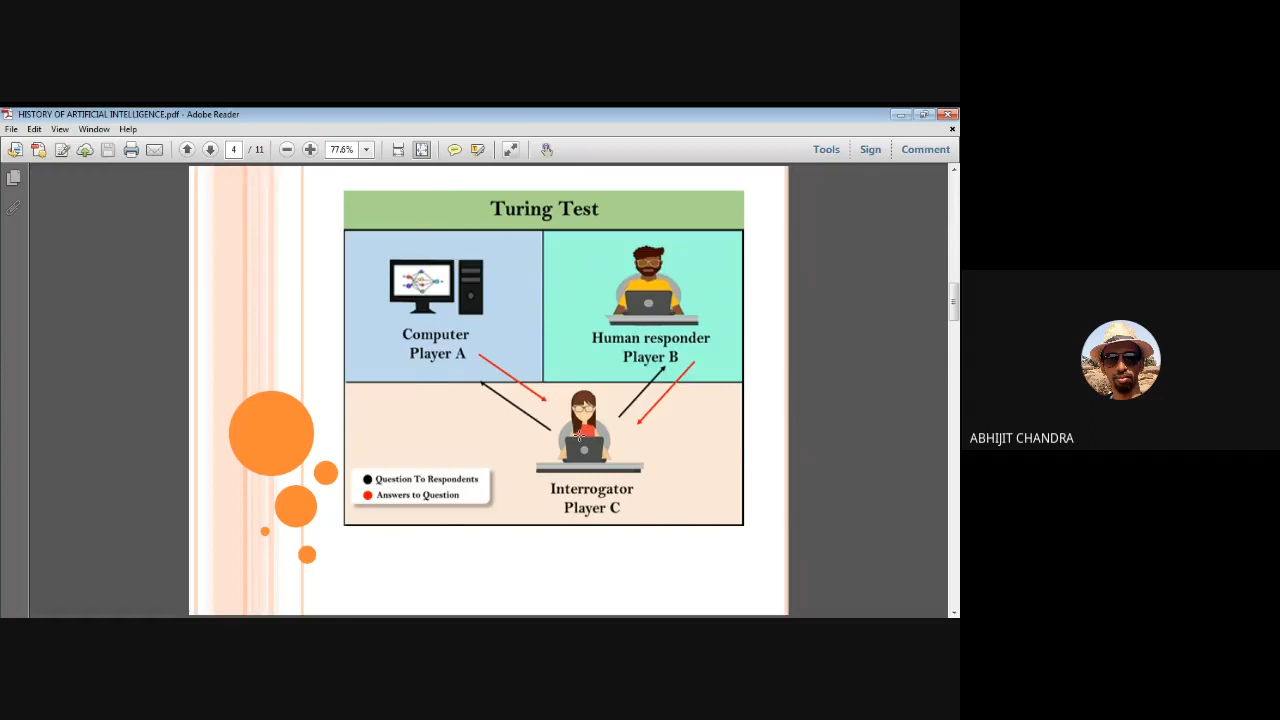 HISTORY OF ARTIFICIAL INTELLIGENCE.pdf - Adobe Reader
File Edit View Window Help
4 / 11 77.6% Tools Sign Comment
Turing Test
Computer
Player A
Human responder
Player B
Question To Respondents
Answers to Question
Interrogator
Player C
ABHIJIT CHANDRA